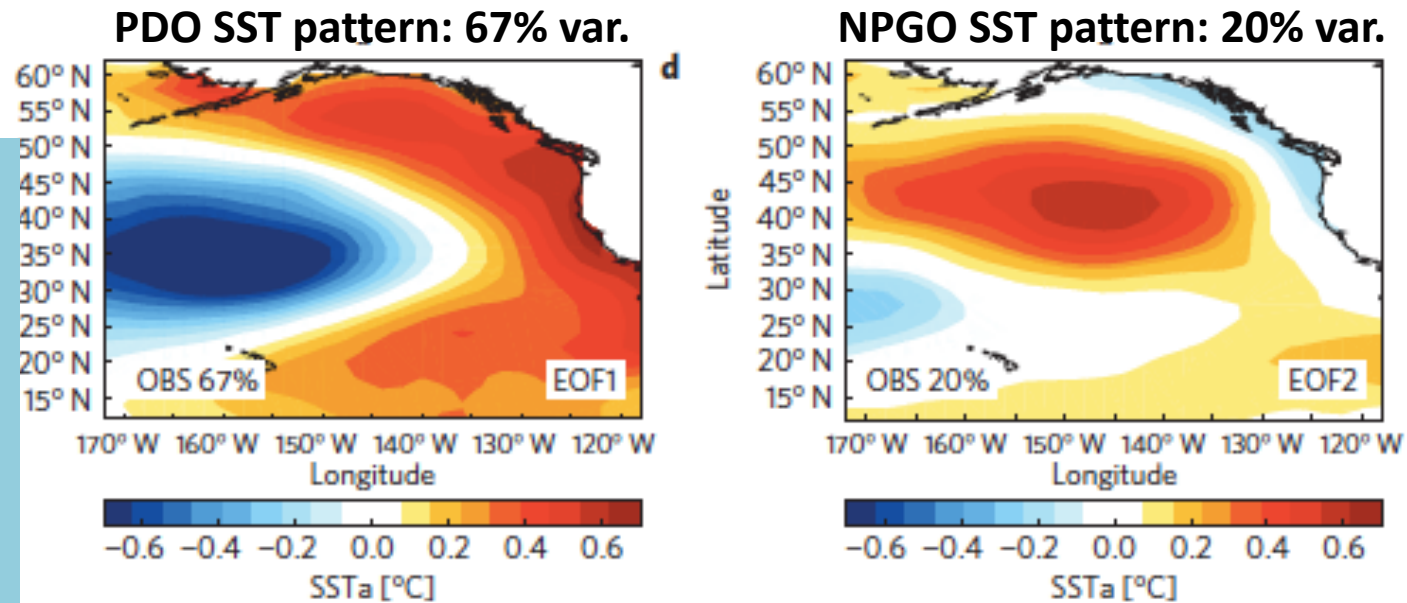 PDO SST pattern: 67% var.
60° N
55° N
50° N
45° N
40° N
35° N
30° N
25° N
20° N
15° N
OBS 67%
EOF1
170° W 160° W 150° W 140° W 130° W 120° W
Longitude
−0.6 −0.4 −0.2 0.0 0.2 0.4 0.6
SSTa [°C]
NPGO SST pattern: 20% var.
d
Latitude
60° N
55° N
50° N
45° N
40° N
35° N
30° N
25° N
20° N
15° N
OBS 20%
EOF2
170° W 160° W 150° W 140° W 130° W 120° W
Longitude
−0.6 −0.4 −0.2 0.0 0.2 0.4 0.6
SSTa [°C]